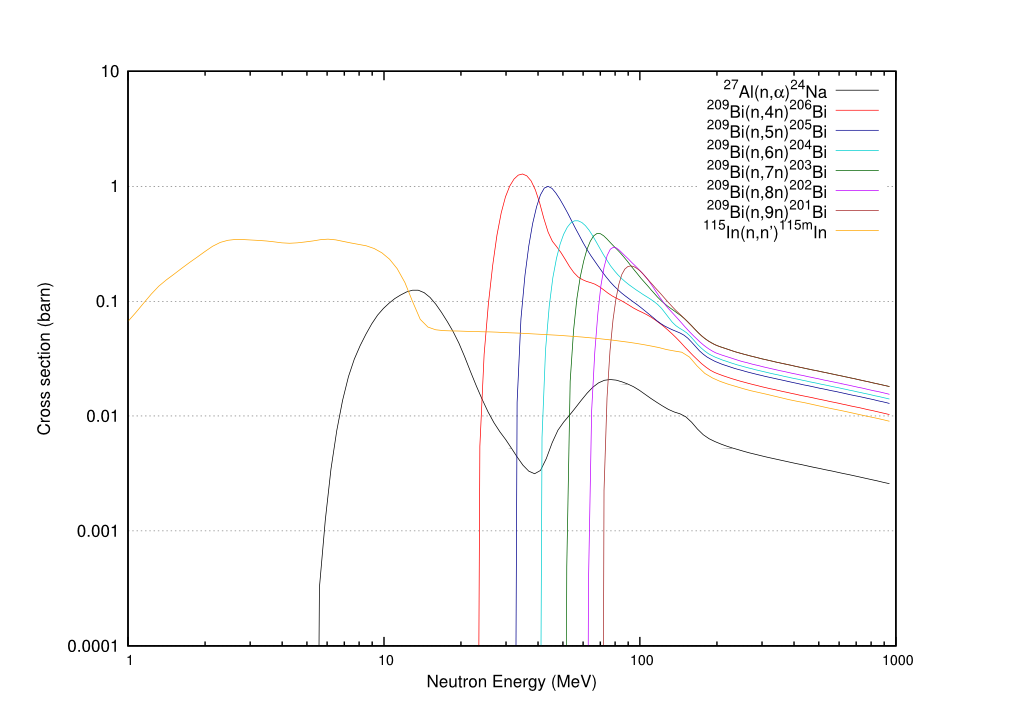 10
1
0.1
0.01
0.001
0.0001
Cross section (barn)
²⁷Al(n,α)²⁴Na
²⁰⁹Bi(n,4n)²⁰⁶Bi
²⁰⁹Bi(n,5n)²⁰⁵Bi
²⁰⁹Bi(n,6n)²⁰⁴Bi
²⁰⁹Bi(n,7n)²⁰³Bi
²⁰⁹Bi(n,8n)²⁰²Bi
²⁰⁹Bi(n,9n)²⁰¹Bi
¹¹⁵In(n,n')¹¹⁵ᵐIn
1 10 100 1000
Neutron Energy (MeV)